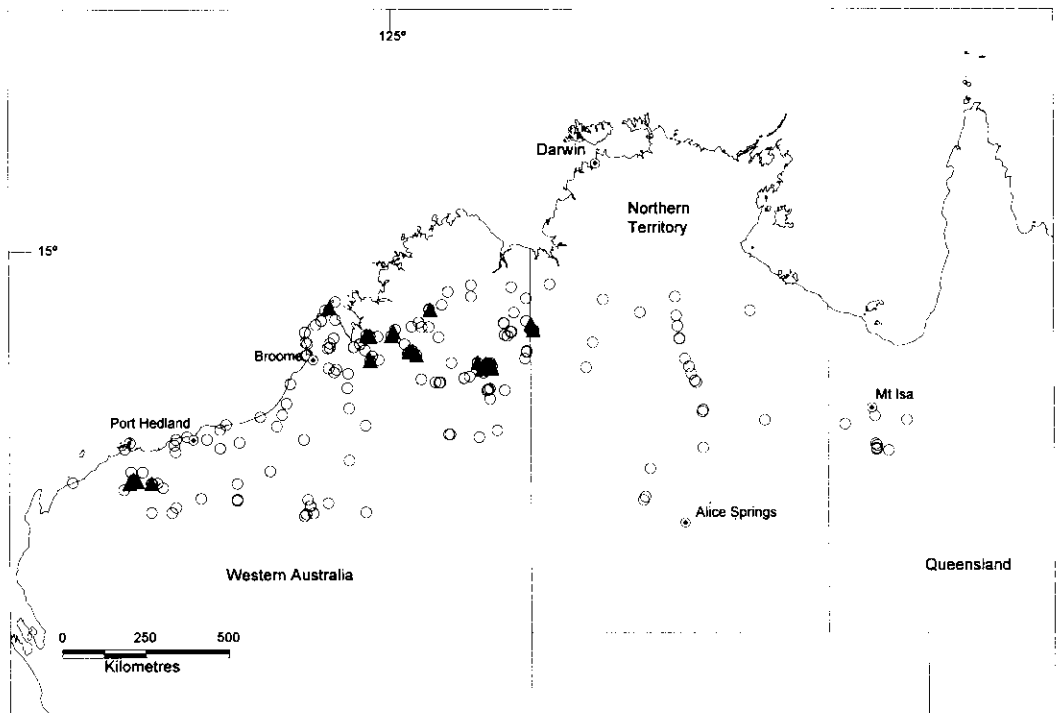 125°
Darwin
Northern
Territory
15°
Broome
Mt Isa
Port Hedland
Alice Springs
Queensland
Western Australia
0 250 500
Kilometres